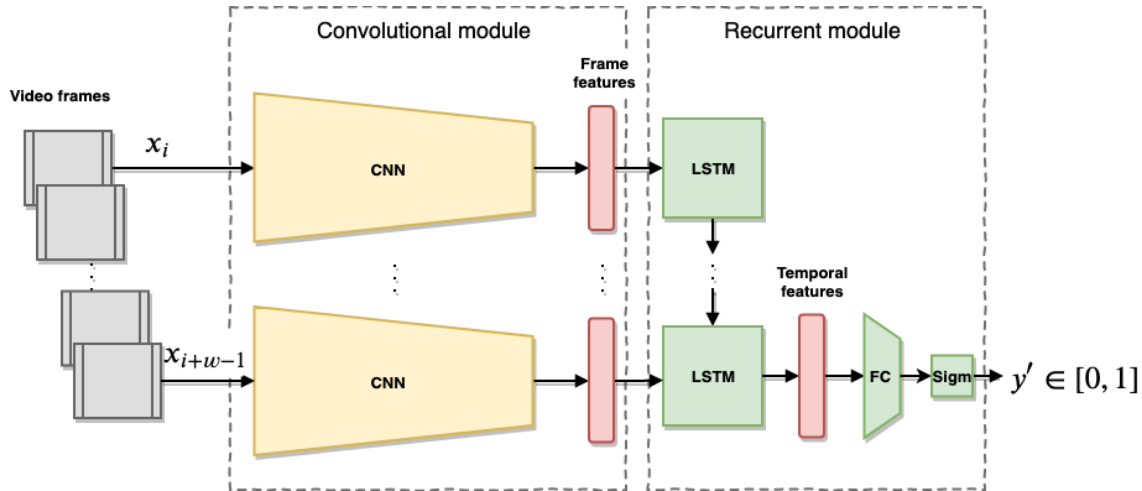 Convolutional module
Recurrent module
Frame
features
Video frames
x_i
CNN
LSTM
Temporal
features
x_{i+w−1}
CNN
LSTM
FC
Sigm
y′ ∈ [0, 1]